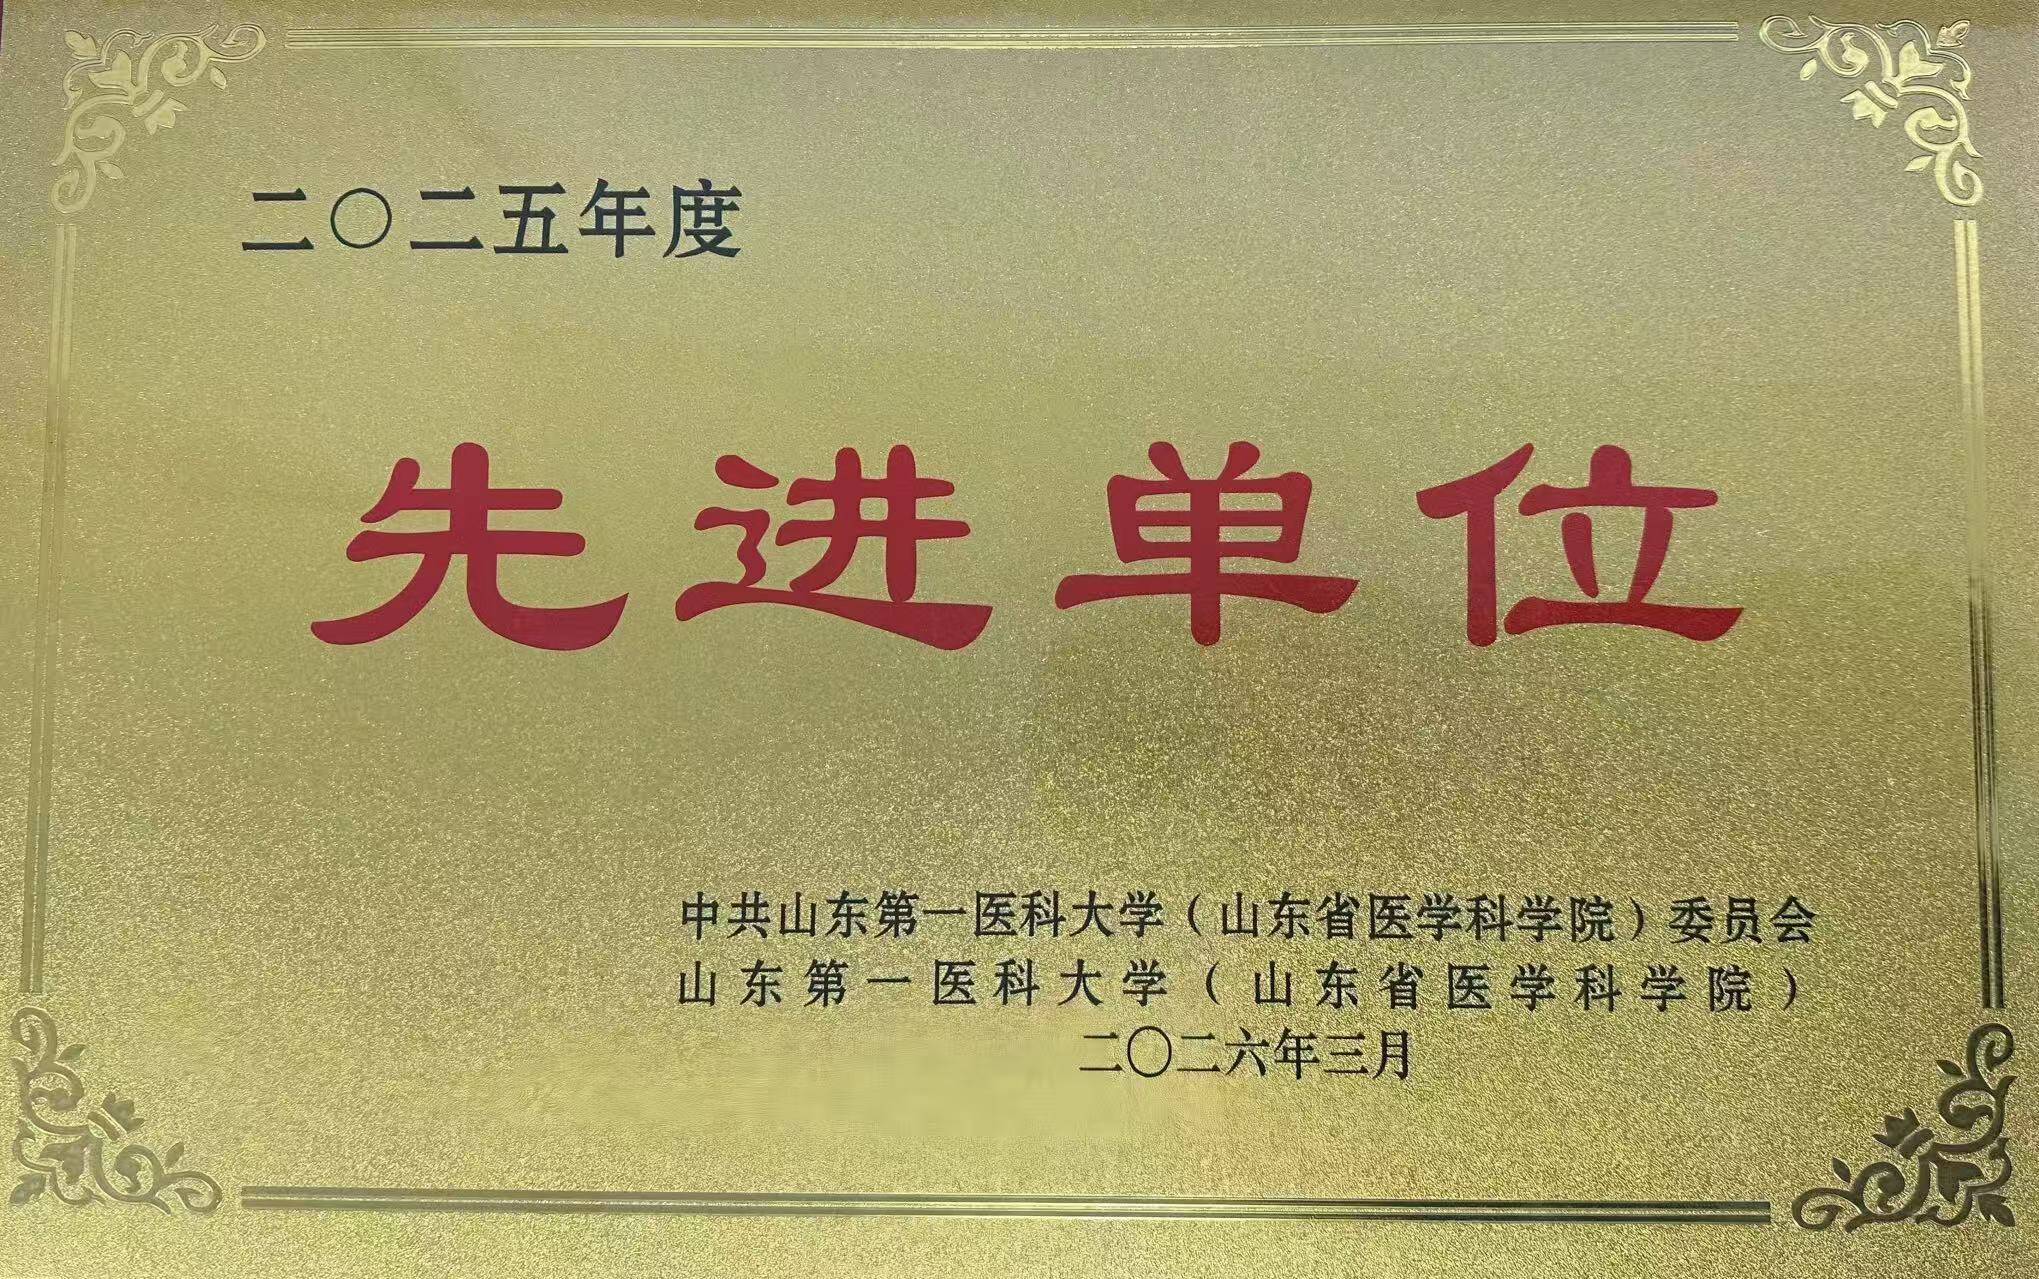 二〇二五年度
先进单位
中共山东第一医科大学（山东省医学科学院）委员会
山东第一医科大学（山东省医学科学院）
二〇二六年三月